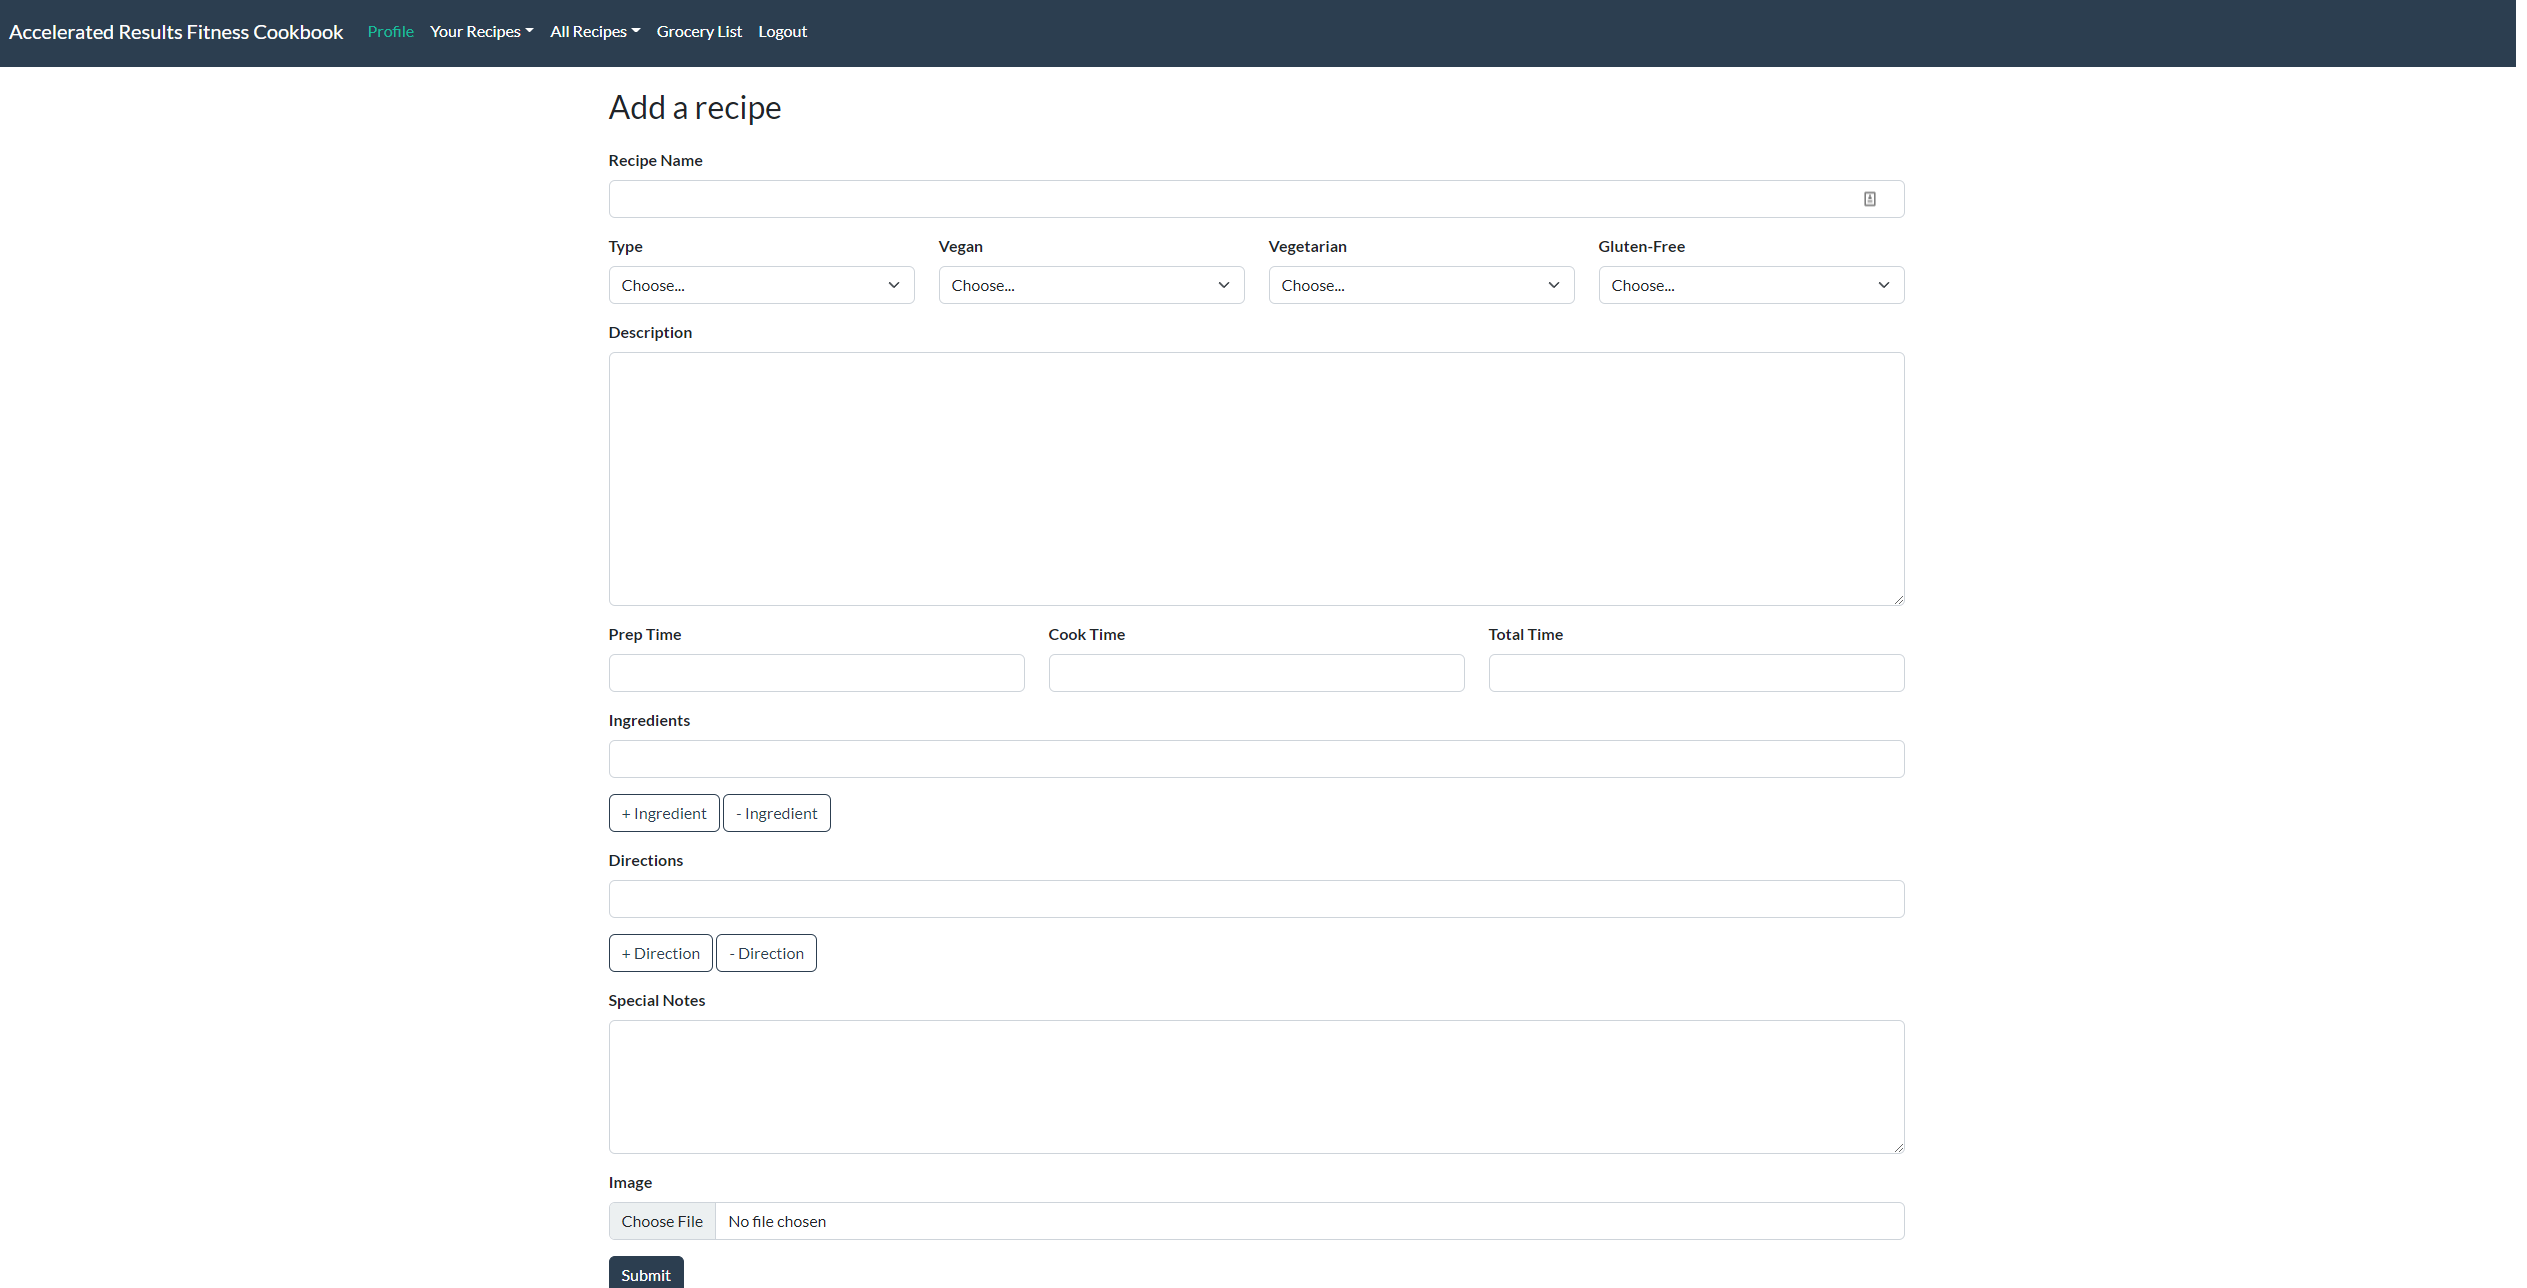 Accelerated Results Fitness Cookbook Profile Your Recipes All Recipes Grocery List Logout
Add a recipe
Recipe Name
Type Vegan Vegetarian Gluten-Free
Choose... Choose... Choose... Choose...
Description
Prep Time Cook Time Total Time
Ingredients
+ Ingredient - Ingredient
Directions
+ Direction - Direction
Special Notes
Image
Choose File No file chosen
Submit